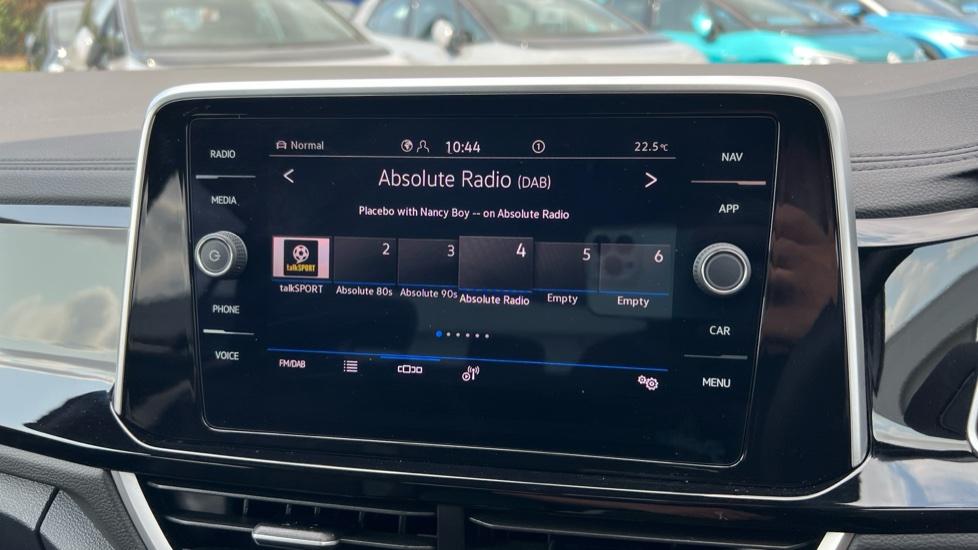 RADIO
MEDIA
PHONE
VOICE
Normal 10:44 1 22.5°C
< Absolute Radio (DAB) >
Placebo with Nancy Boy -- on Absolute Radio
talkSPORT 2 3 4 5 6
talkSPORT Absolute 80s Absolute 90s Absolute Radio Empty Empty
FM/DAB
NAV
APP
CAR
MENU